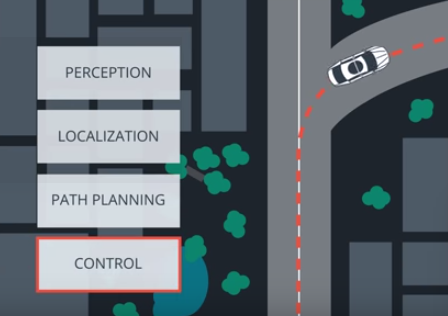 PERCEPTION
LOCALIZATION
PATH PLANNING
CONTROL